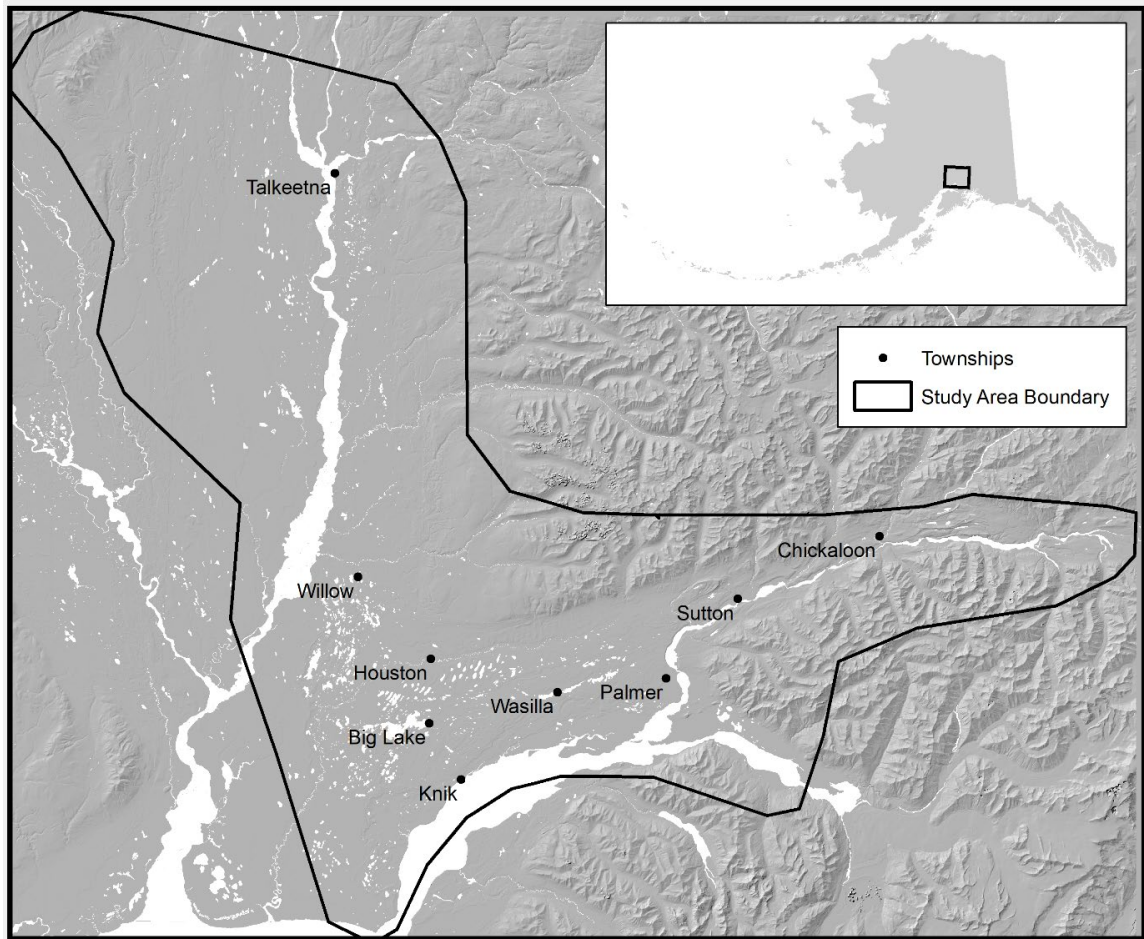 Talkeetna
Townships
Study Area Boundary
Chickaloon
Willow
Sutton
Houston
Wasilla
Palmer
Big Lake
Knik